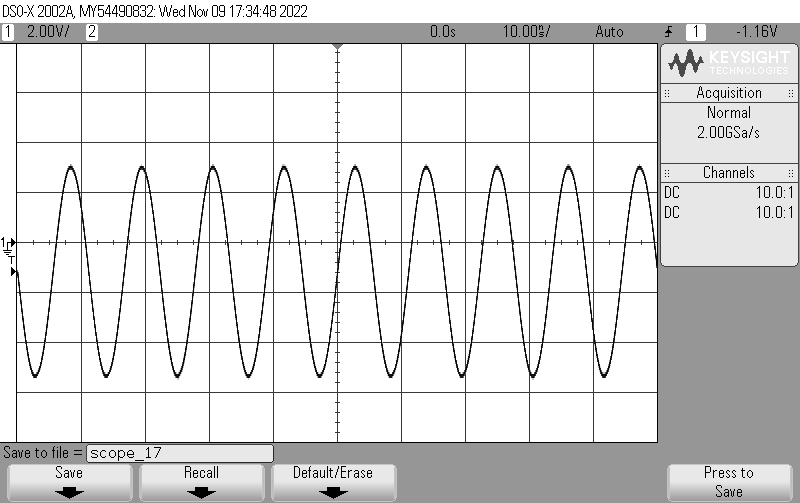 DSO-X 2002A, MY54490832: Wed Nov 09 17:34:48 2022
1 2.00V/ 2 0.0s 10.00㎲/ Auto 1 -1.16V
KEYSIGHT
TECHNOLOGIES
Acquisition
Normal
2.00GSa/s
Channels
DC 10.0:1
DC 10.0:1
1
T
Save to file = scope_17
Save
Recall
Default/Erase
Press to
Save